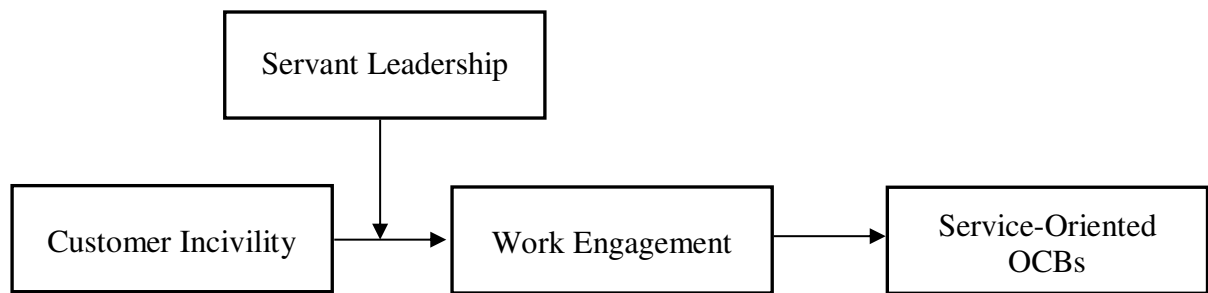 Servant Leadership
Customer Incivility
Work Engagement
Service-Oriented
OCBs